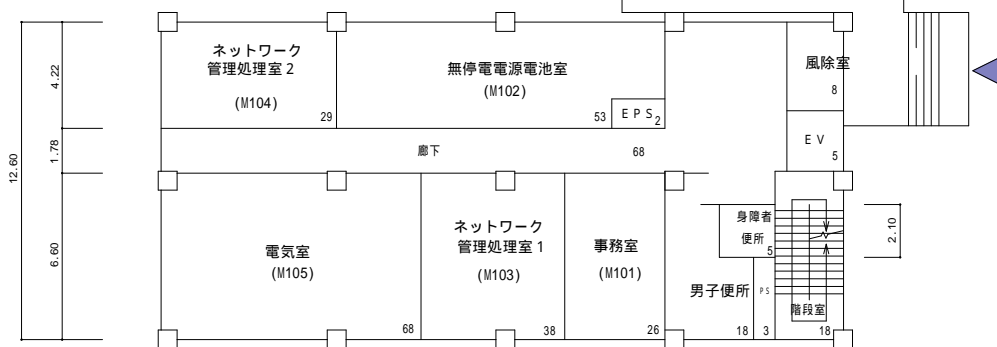 ネットワーク
管理処理室2
(M104)
29
無停電電源電池室
(M102)
53
EPS
2
風除室
8
EV
5
廊下
68
4.22
1.78
12.60
6.60
電気室
(M105)
68
ネットワーク
管理処理室1
(M103)
38
事務室
(M101)
26
身障者
便所
5
男子便所
18
PS
3
階段室
18
2.10